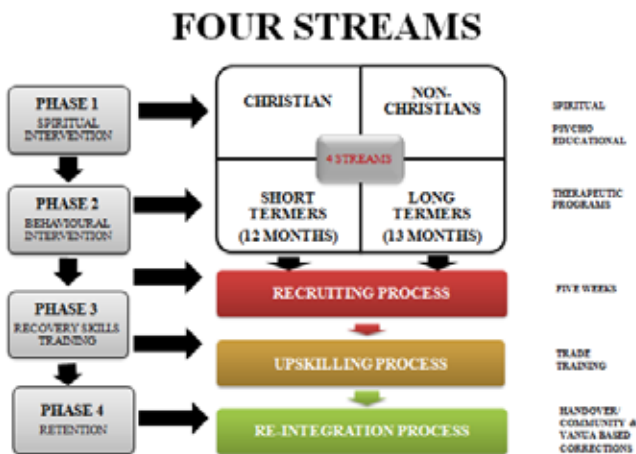 FOUR STREAMS
PHASE 1
SPIRITUAL
INTERVENTION
PHASE 2
BEHAVIOURAL
INTERVENTION
PHASE 3
RECOVERY SKILLS
TRAINING
PHASE 4
RETENTION
CHRISTIAN
NON-
CHRISTIANS
4 STREAMS
SHORT
TERMERS
(12 MONTHS)
LONG
TERMERS
(13 MONTHS)
RECRUITING PROCESS
UPSKILLING PROCESS
RE-INTEGRATION PROCESS
SPIRITUAL
PSYCHO
EDUCATIONAL
THERAPEUTIC
PROGRAMS
FIVE WEEKS
TRADE
TRAINING
HANDOVER/
COMMUNITY &
VANUA BASED
CORRECTIONS